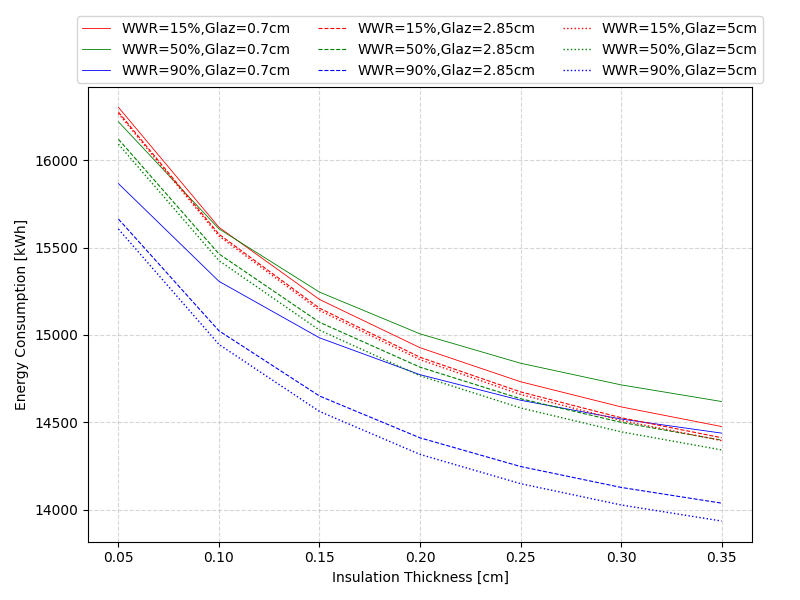 WWR=15%,Glaz=0.7cm WWR=15%,Glaz=2.85cm WWR=15%,Glaz=5cm
WWR=50%,Glaz=0.7cm WWR=50%,Glaz=2.85cm WWR=50%,Glaz=5cm
WWR=90%,Glaz=0.7cm WWR=90%,Glaz=2.85cm WWR=90%,Glaz=5cm
Energy Consumption [kWh]
16000
15500
15000
14500
14000
0.05 0.10 0.15 0.20 0.25 0.30 0.35
Insulation Thickness [cm]